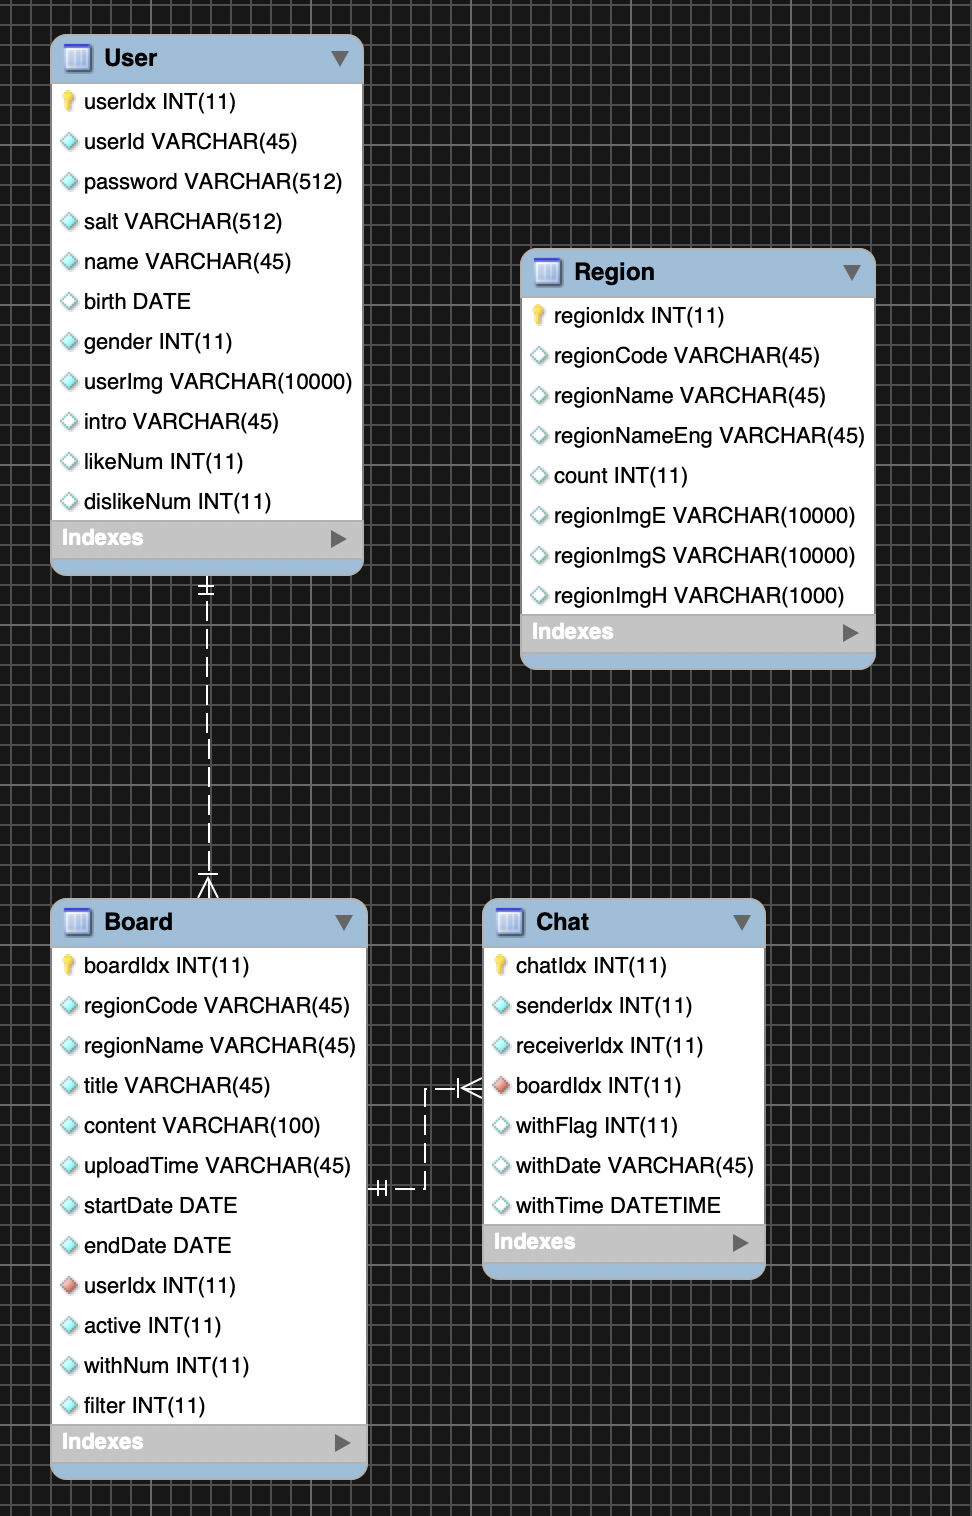 User
userIdx INT(11)
userId VARCHAR(45)
password VARCHAR(512)
salt VARCHAR(512)
name VARCHAR(45)
birth DATE
gender INT(11)
userImg VARCHAR(10000)
intro VARCHAR(45)
likeNum INT(11)
dislikeNum INT(11)
Indexes
Region
regionIdx INT(11)
regionCode VARCHAR(45)
regionName VARCHAR(45)
regionNameEng VARCHAR(45)
count INT(11)
regionImgE VARCHAR(10000)
regionImgS VARCHAR(10000)
regionImgH VARCHAR(1000)
Indexes
Board
boardIdx INT(11)
regionCode VARCHAR(45)
regionName VARCHAR(45)
title VARCHAR(45)
content VARCHAR(100)
uploadTime VARCHAR(45)
startDate DATE
endDate DATE
userIdx INT(11)
active INT(11)
withNum INT(11)
filter INT(11)
Indexes
Chat
chatIdx INT(11)
senderIdx INT(11)
receiverIdx INT(11)
boardIdx INT(11)
withFlag INT(11)
withDate VARCHAR(45)
withTime DATETIME
Indexes